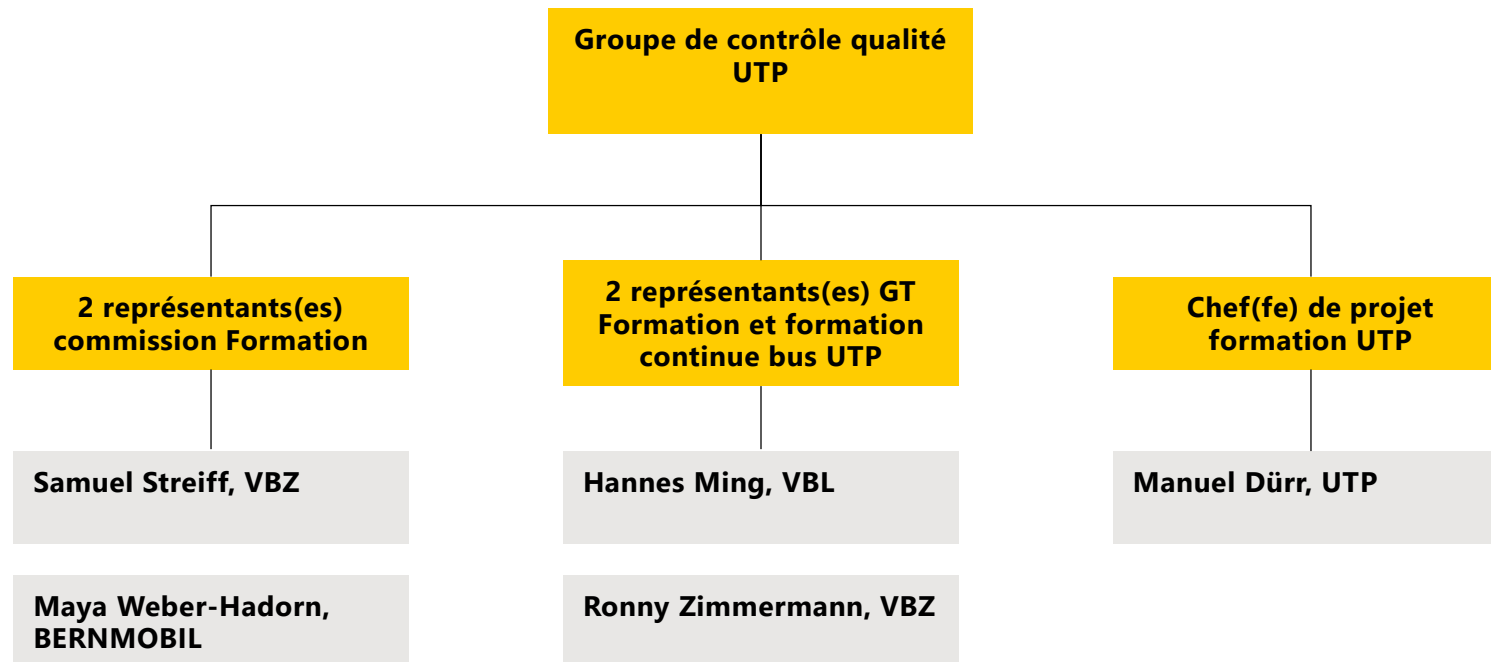 Groupe de contrôle qualité
UTP
2 représentants(es)
commission Formation
2 représentants(es) GT
Formation et formation
continue bus UTP
Chef(fe) de projet
formation UTP
Samuel Streiff, VBZ
Hannes Ming, VBL
Manuel Dürr, UTP
Maya Weber-Hadorn,
BERNMOBIL
Ronny Zimmermann, VBZ